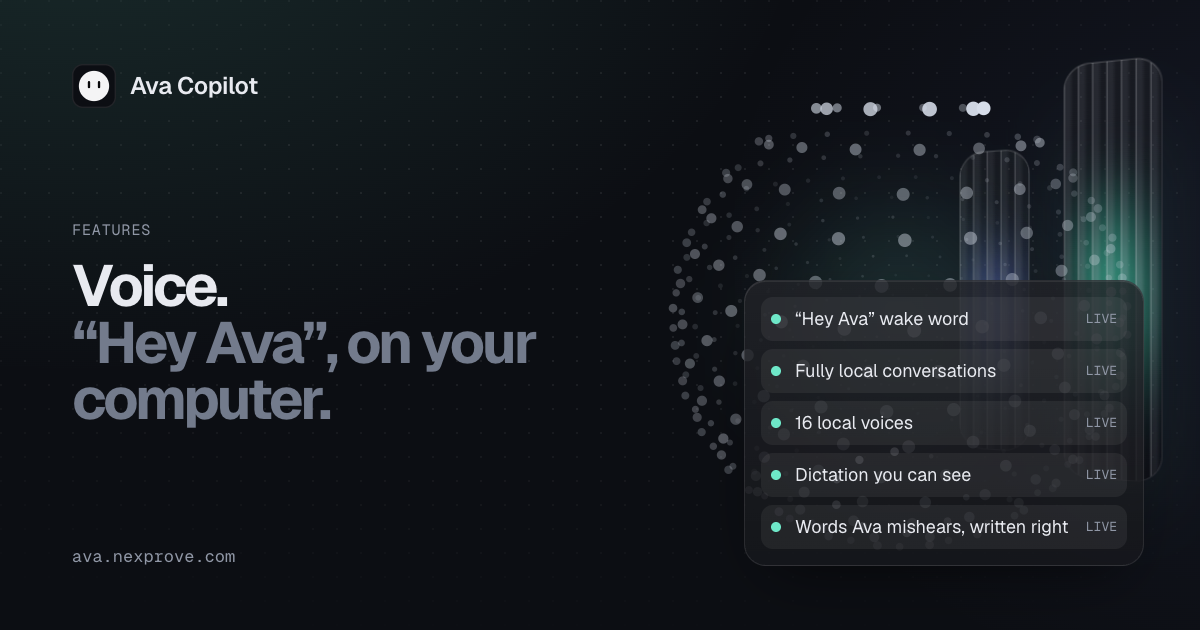 Ava Copilot
FEATURES
Voice.
“Hey Ava”, on your
computer.
ava.nexprove.com
“Hey Ava” wake word LIVE
Fully local conversations LIVE
16 local voices LIVE
Dictation you can see LIVE
Words Ava mishears, written right LIVE